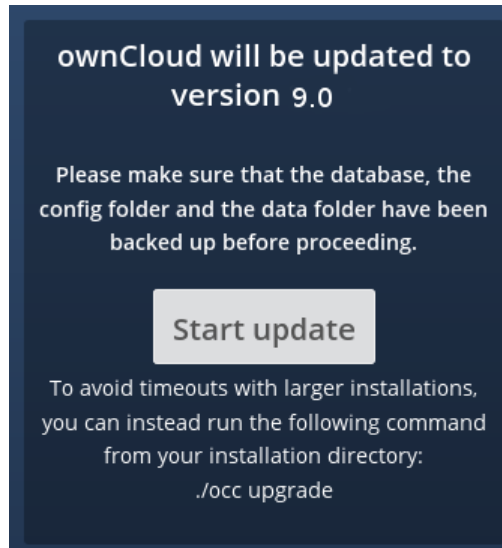 ownCloud will be updated to
version 9.0
Please make sure that the database, the
config folder and the data folder have been
backed up before proceeding.
Start update
To avoid timeouts with larger installations,
you can instead run the following command
from your installation directory:
./occ upgrade